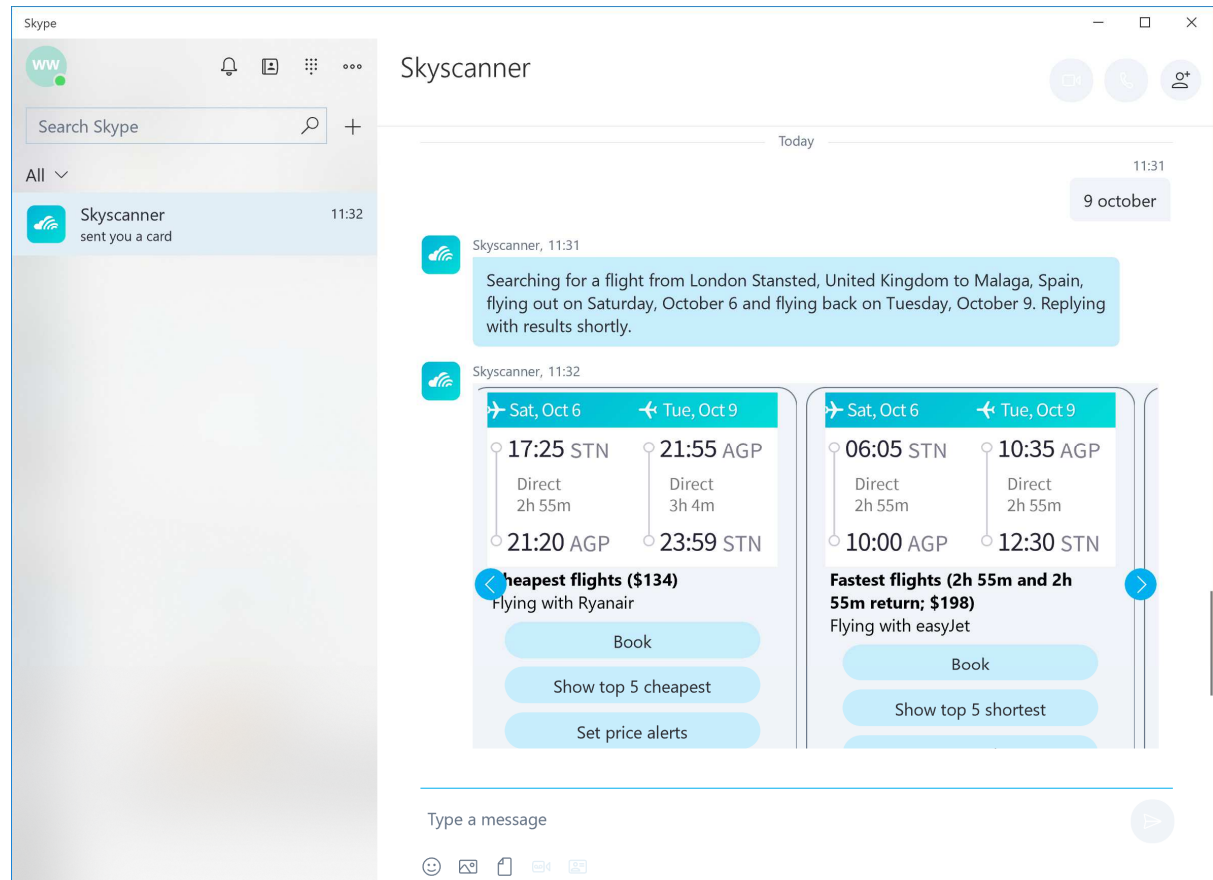 Skype
WW
Search Skype
All
Skyscanner
11:32
sent you a card
Skyscanner
Today
11:31
9 october
Skyscanner, 11:31
Searching for a flight from London Stansted, United Kingdom to Malaga, Spain,
flying out on Saturday, October 6 and flying back on Tuesday, October 9. Replying
with results shortly.
Skyscanner, 11:32
Sat, Oct 6 Tue, Oct 9
17:25 STN 21:55 AGP
Direct Direct
2h 55m 3h 4m
21:20 AGP 23:59 STN
heapest flights ($134)
Flying with Ryanair
Book
Show top 5 cheapest
Set price alerts
Sat, Oct 6 Tue, Oct 9
06:05 STN 10:35 AGP
Direct Direct
2h 55m 2h 55m
10:00 AGP 12:30 STN
Fastest flights (2h 55m and 2h
55m return; $198)
Flying with easyJet
Book
Show top 5 shortest
Type a message